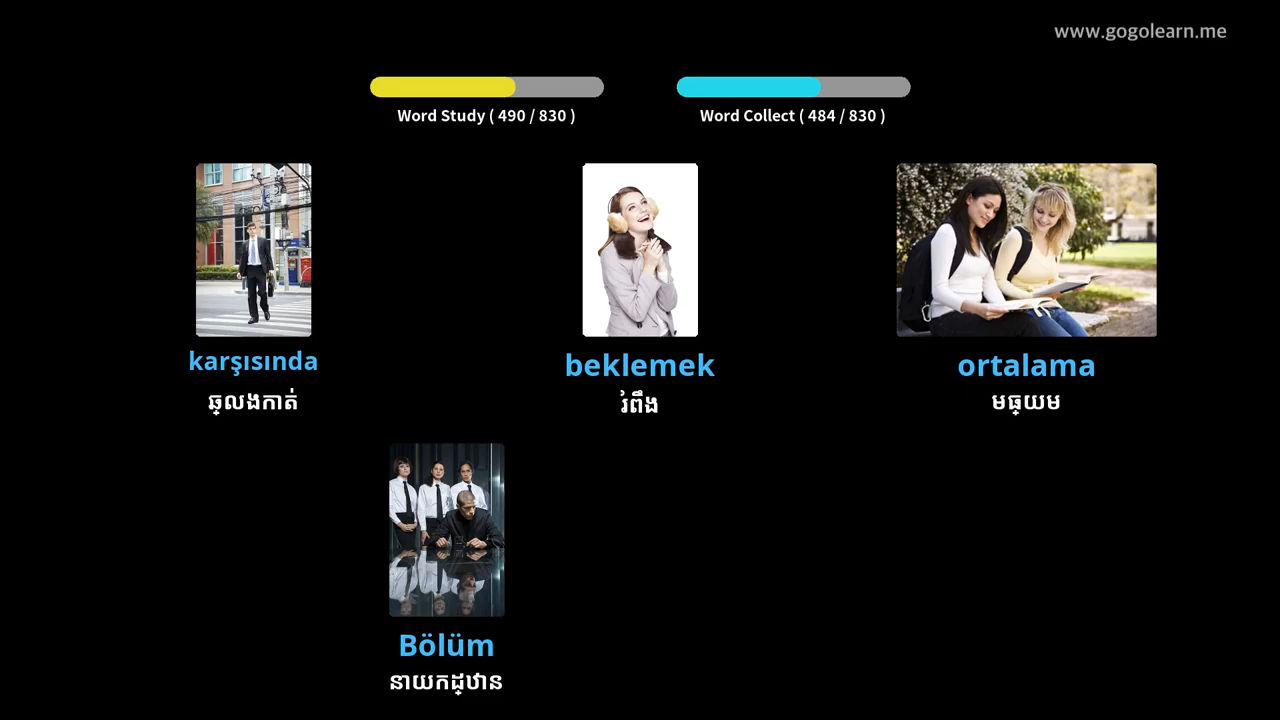 www.gogolearn.me
Word Study ( 490 / 830 )
Word Collect ( 484 / 830 )
karşısında
beklemek
ortalama
ឆ្លងកាត់
រំពឹង
មធ្យម
Bölüm
នាយកដ្ឋាន